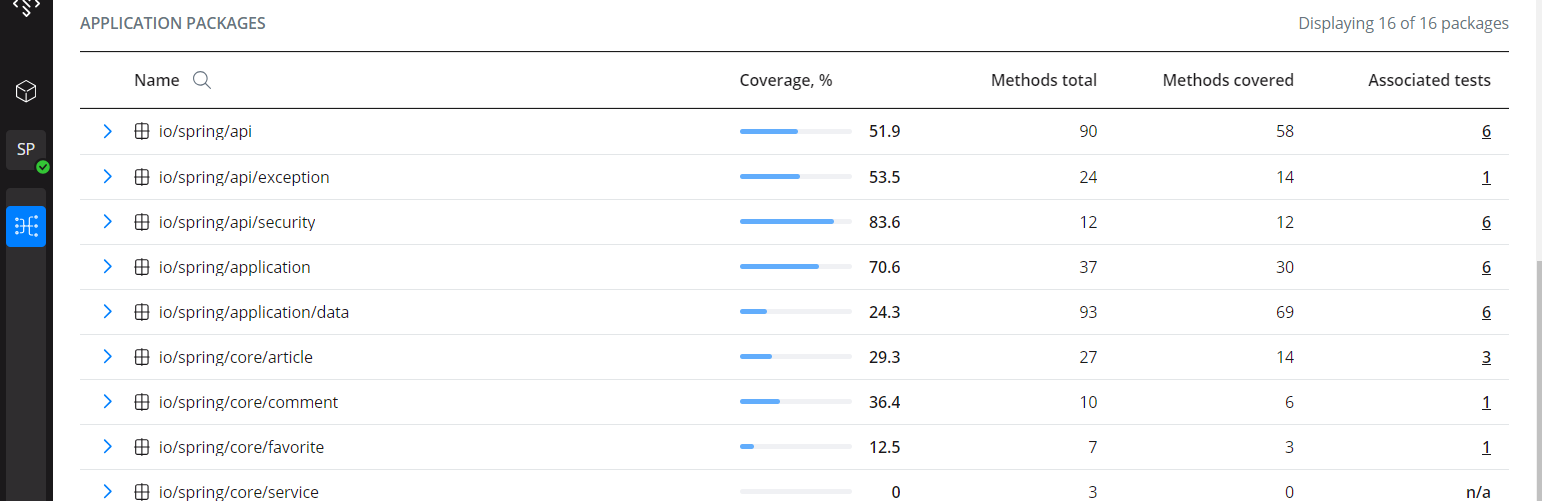 APPLICATION PACKAGES Displaying 16 of 16 packages
Name Coverage, % Methods total Methods covered Associated tests
io/spring/api 51.9 90 58 6
SP
io/spring/api/exception 53.5 24 14 1
io/spring/api/security 83.6 12 12 6
io/spring/application 70.6 37 30 6
io/spring/application/data 24.3 93 69 6
io/spring/core/article 29.3 27 14 3
io/spring/core/comment 36.4 10 6 1
io/spring/core/favorite 12.5 7 3 1
io/spring/core/service 0 3 0 n/a